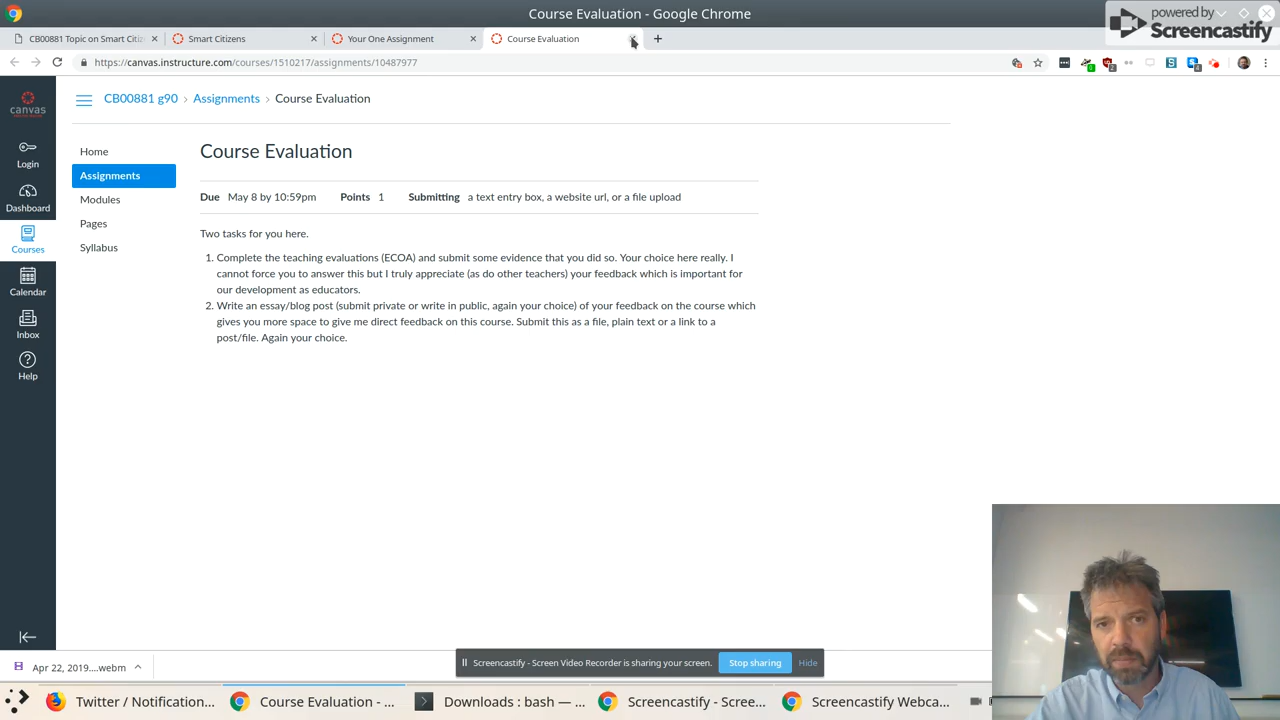 Course Evaluation - Google Chrome
powered by
Screencastify
CB00881 Topic on Smart Citiz
Smart Citizens
Your One Assignment
Course Evaluation
https://canvas.instructure.com/courses/1510217/assignments/10487977
canvas
CB00881 g90 › Assignments › Course Evaluation
Login
Dashboard
Courses
Calendar
Inbox
Help
Home
Assignments
Modules
Pages
Syllabus
Course Evaluation
Due May 8 by 10:59pm Points 1 Submitting a text entry box, a website url, or a file upload
Two tasks for you here.
1. Complete the teaching evaluations (ECOA) and submit some evidence that you did so. Your choice here really. I
cannot force you to answer this but I truly appreciate (as do other teachers) your feedback which is important for
our development as educators.
2. Write an essay/blog post (submit private or write in public, again your choice) of your feedback on the course which
gives you more space to give me direct feedback on this course. Submit this as a file, plain text or a link to a
post/file. Again your choice.
Apr 22, 2019....webm
Screencastify - Screen Video Recorder is sharing your screen.
Stop sharing
Hide
Twitter / Notification...
Course Evaluation - ...
Downloads : bash — ...
Screencastify - Scree...
Screencastify Webca...